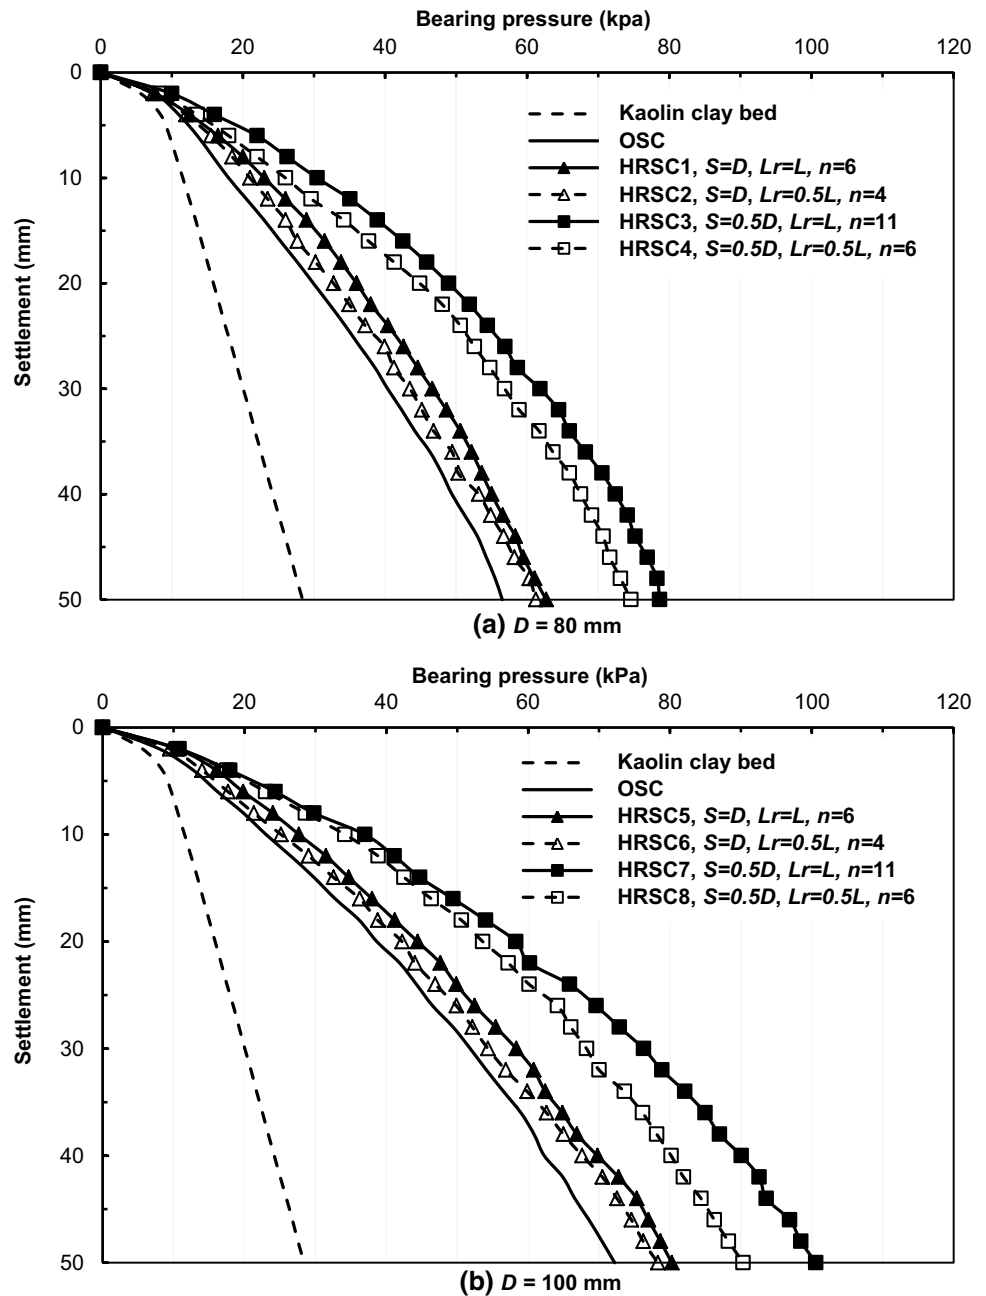 Bearing pressure (kpa)
0 20 40 60 80 100 120
0
10
20
30
40
50
Settlement (mm)
Kaolin clay bed
OSC
HRSC1, S=D, Lr=L, n=6
HRSC2, S=D, Lr=0.5L, n=4
HRSC3, S=0.5D, Lr=L, n=11
HRSC4, S=0.5D, Lr=0.5L, n=6
(a) D = 80 mm
Bearing pressure (kPa)
0 20 40 60 80 100 120
0
10
20
30
40
50
Settlement (mm)
Kaolin clay bed
OSC
HRSC5, S=D, Lr=L, n=6
HRSC6, S=D, Lr=0.5L, n=4
HRSC7, S=0.5D, Lr=L, n=11
HRSC8, S=0.5D, Lr=0.5L, n=6
(b) D = 100 mm